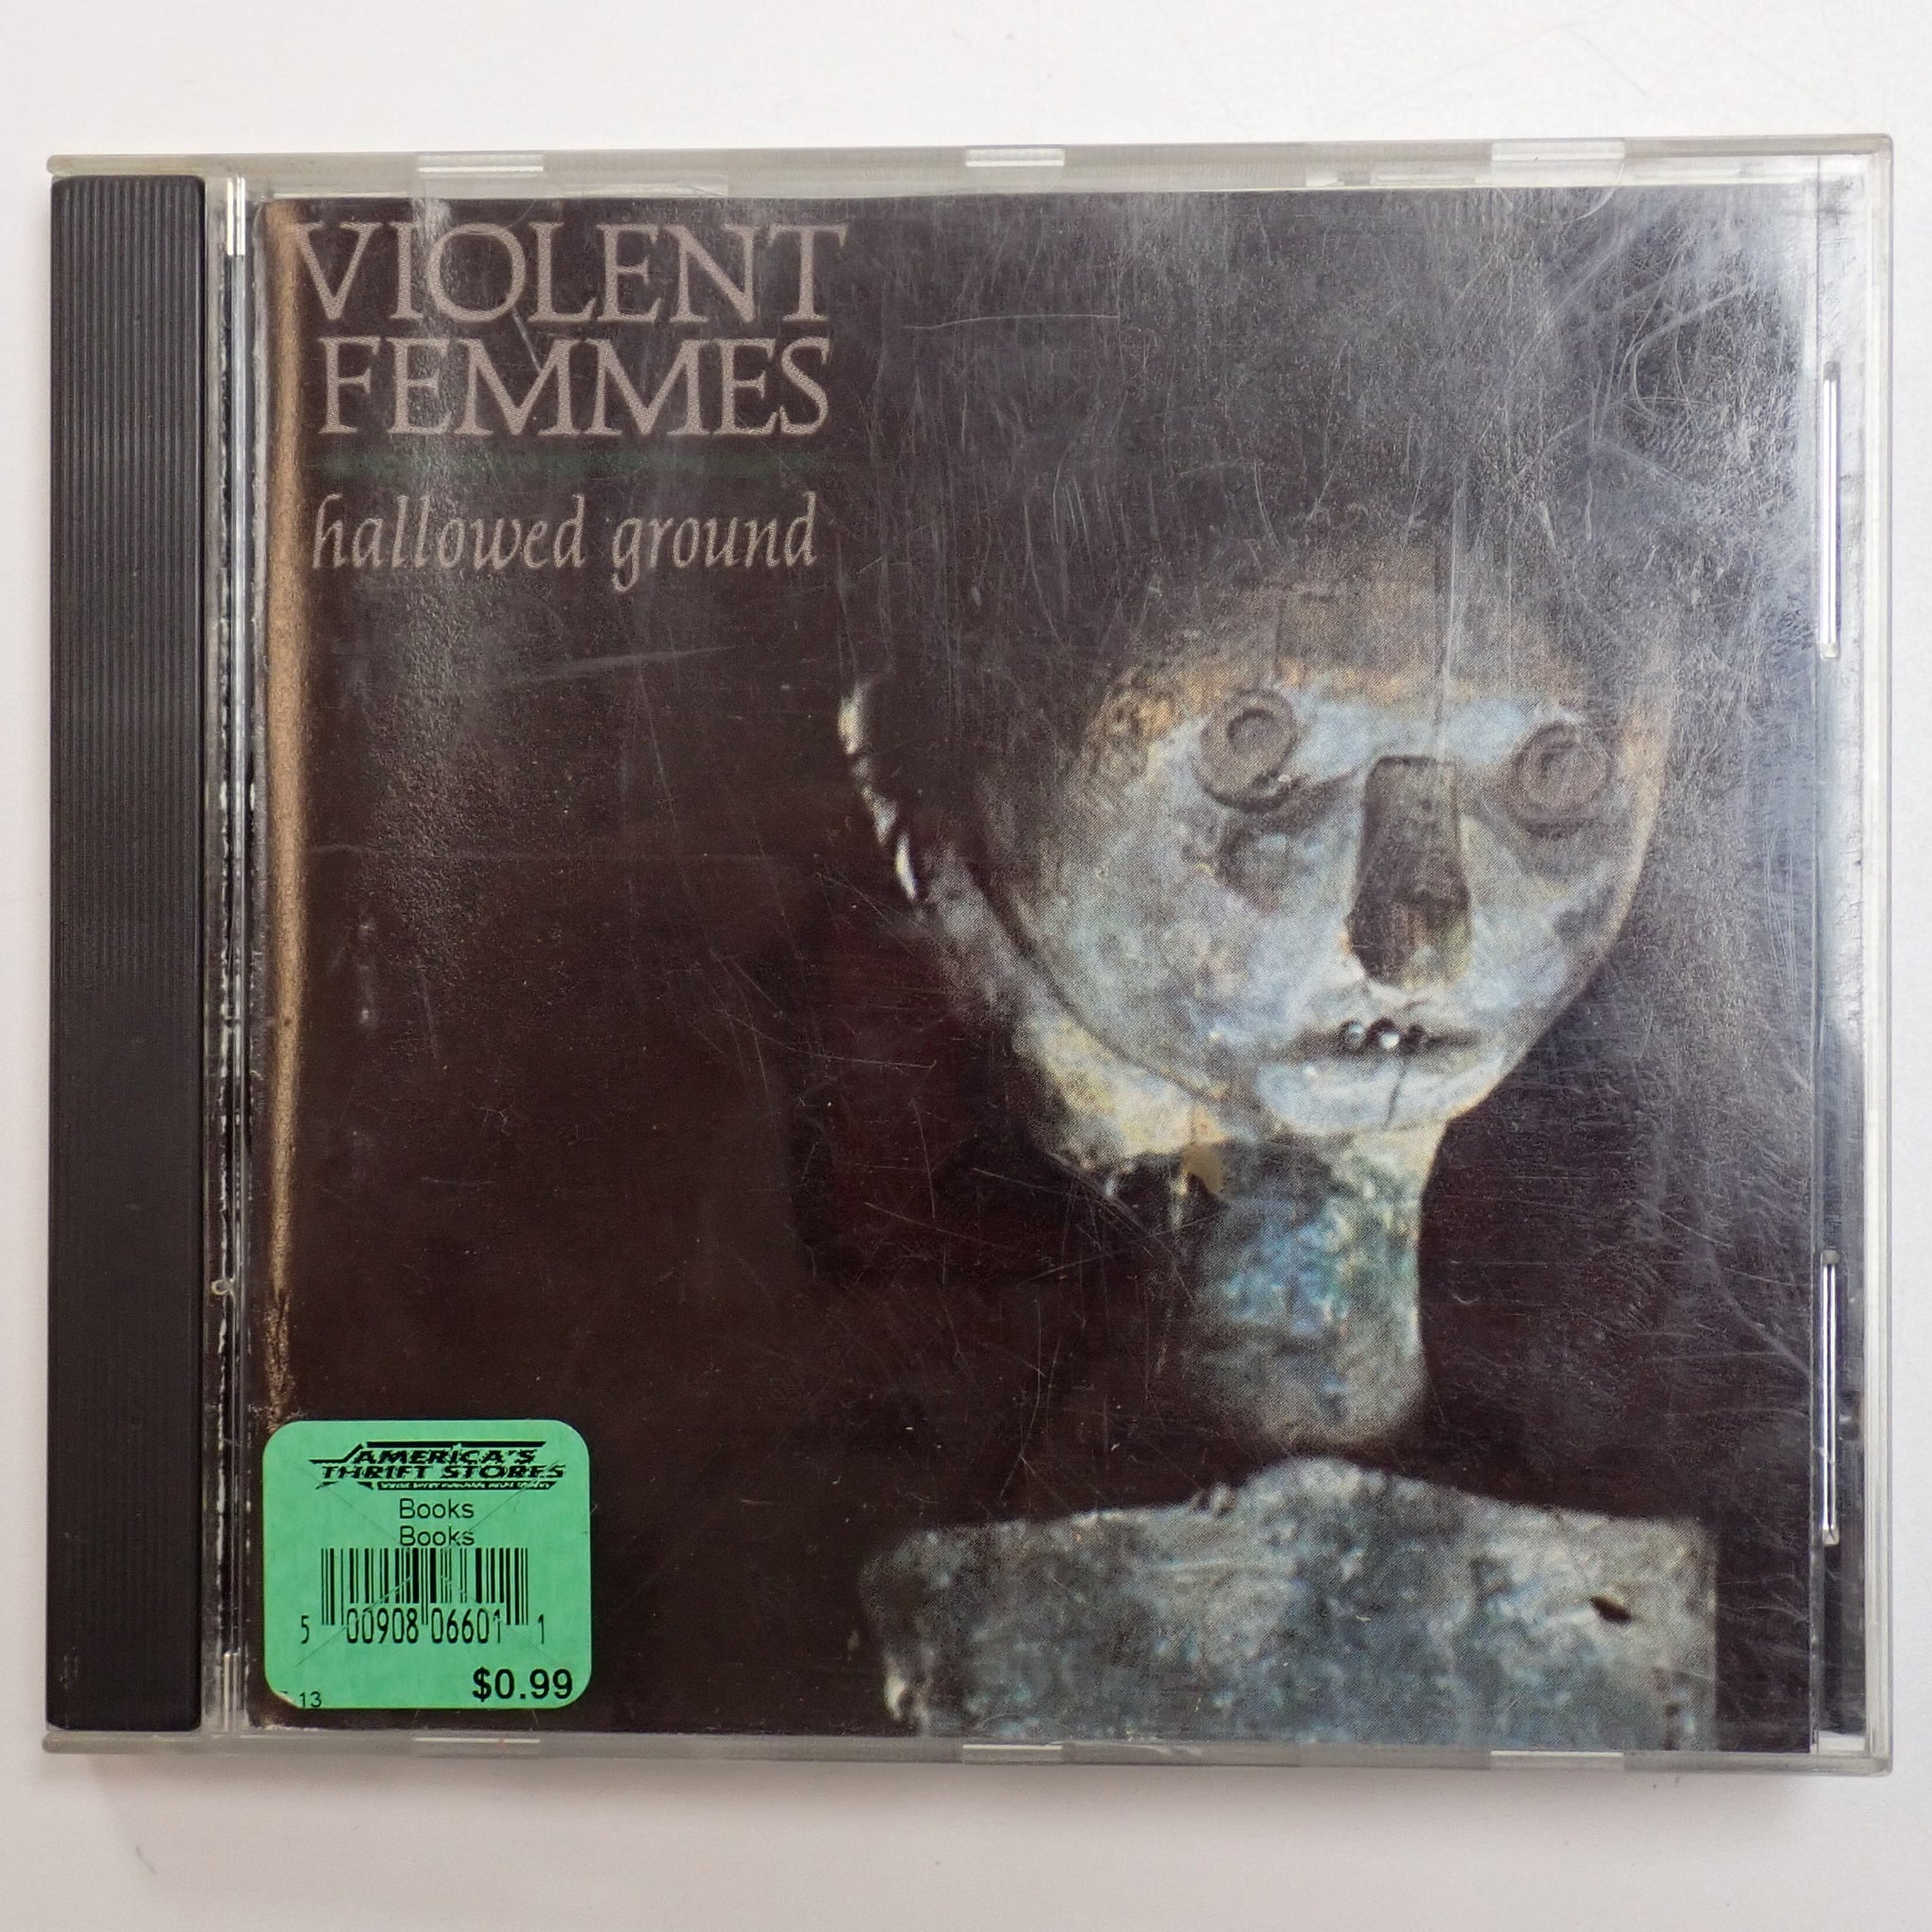 VIOLENT
FEMMES
hallowed ground
AMERICA'S
THRIFT STORES
Books
Books
5 00908 06601 1
$0.99
13